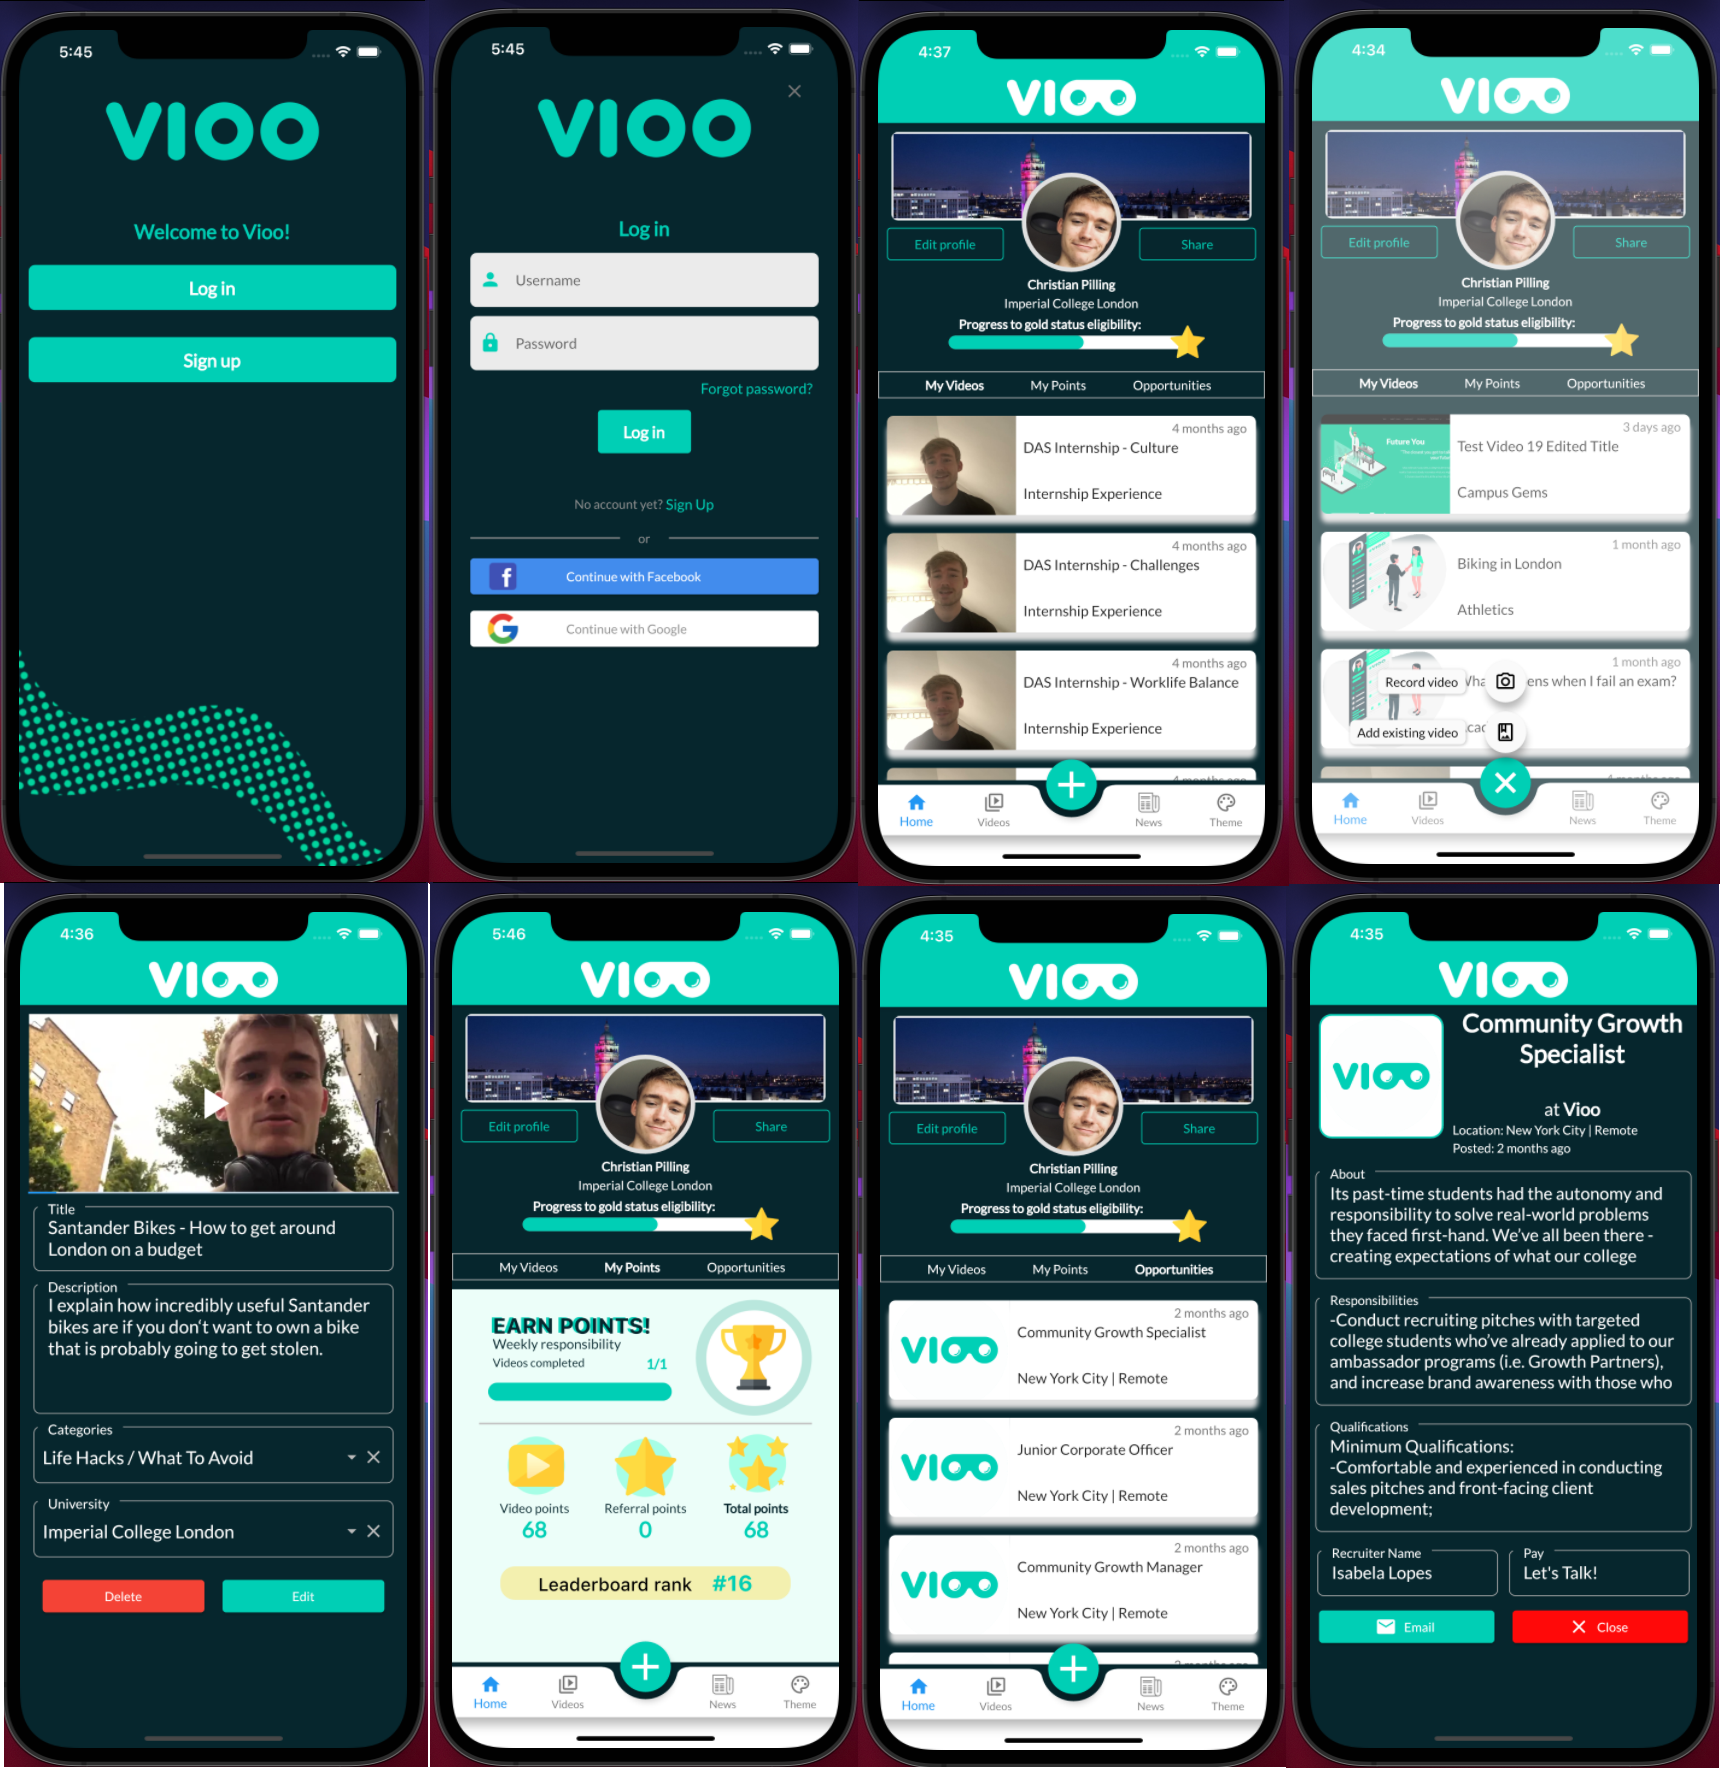 5:45
VIOO
Welcome to Vioo!
Log in
Sign up
5:45
VIOO
Log in
Username
Password
Forgot password?
Log in
No account yet? Sign Up
or
Continue with Facebook
Continue with Google
4:37
VIOO
Edit profile
Share
Christian Pilling
Imperial College London
Progress to gold status eligibility:
My Videos
My Points
Opportunities
4 months ago
DAS Internship - Culture
Internship Experience
4 months ago
DAS Internship - Challenges
Internship Experience
4 months ago
DAS Internship - Worklife Balance
Internship Experience
4 months ago
Home
Videos
News
Theme
4:34
VIOO
Edit profile
Share
Christian Pilling
Imperial College London
Progress to gold status eligibility:
My Videos
My Points
Opportunities
Future You
3 days ago
Test Video 19 Edited Title
Campus Gems
1 month ago
Biking in London
Athletics
1 month ago
Record video
ens when I fail an exam?
Add existing video
4 months ago
Home
Videos
News
Theme
4:36
VIOO
Title
Santander Bikes - How to get around
London on a budget
Description
I explain how incredibly useful Santander
bikes are if you don't want to own a bike
that is probably going to get stolen.
Categories
Life Hacks / What To Avoid
University
Imperial College London
Delete
Edit
5:46
VIOO
Edit profile
Share
Christian Pilling
Imperial College London
Progress to gold status eligibility:
My Videos
My Points
Opportunities
EARN POINTS!
Weekly responsibility
Videos completed 1/1
Video points
68
Referral points
0
Total points
68
Leaderboard rank #16
Home
Videos
News
Theme
4:35
VIOO
Edit profile
Share
Christian Pilling
Imperial College London
Progress to gold status eligibility:
My Videos
My Points
Opportunities
2 months ago
VIOO
Community Growth Specialist
New York City | Remote
2 months ago
VIOO
Junior Corporate Officer
New York City | Remote
2 months ago
VIOO
Community Growth Manager
New York City | Remote
2 months ago
Home
Videos
News
Theme
4:35
VIOO
VIOO
Community Growth
Specialist
at Vioo
Location: New York City | Remote
Posted: 2 months ago
About
Its past-time students had the autonomy and
responsibility to solve real-world problems
they faced first-hand. We've all been there -
creating expectations of what our college
Responsibilities
-Conduct recruiting pitches with targeted
college students who've already applied to our
ambassador programs (i.e. Growth Partners),
and increase brand awareness with those who
Qualifications
Minimum Qualifications:
-Comfortable and experienced in conducting
sales pitches and front-facing client
development;
Recruiter Name
Isabela Lopes
Pay
Let's Talk!
Email
Close